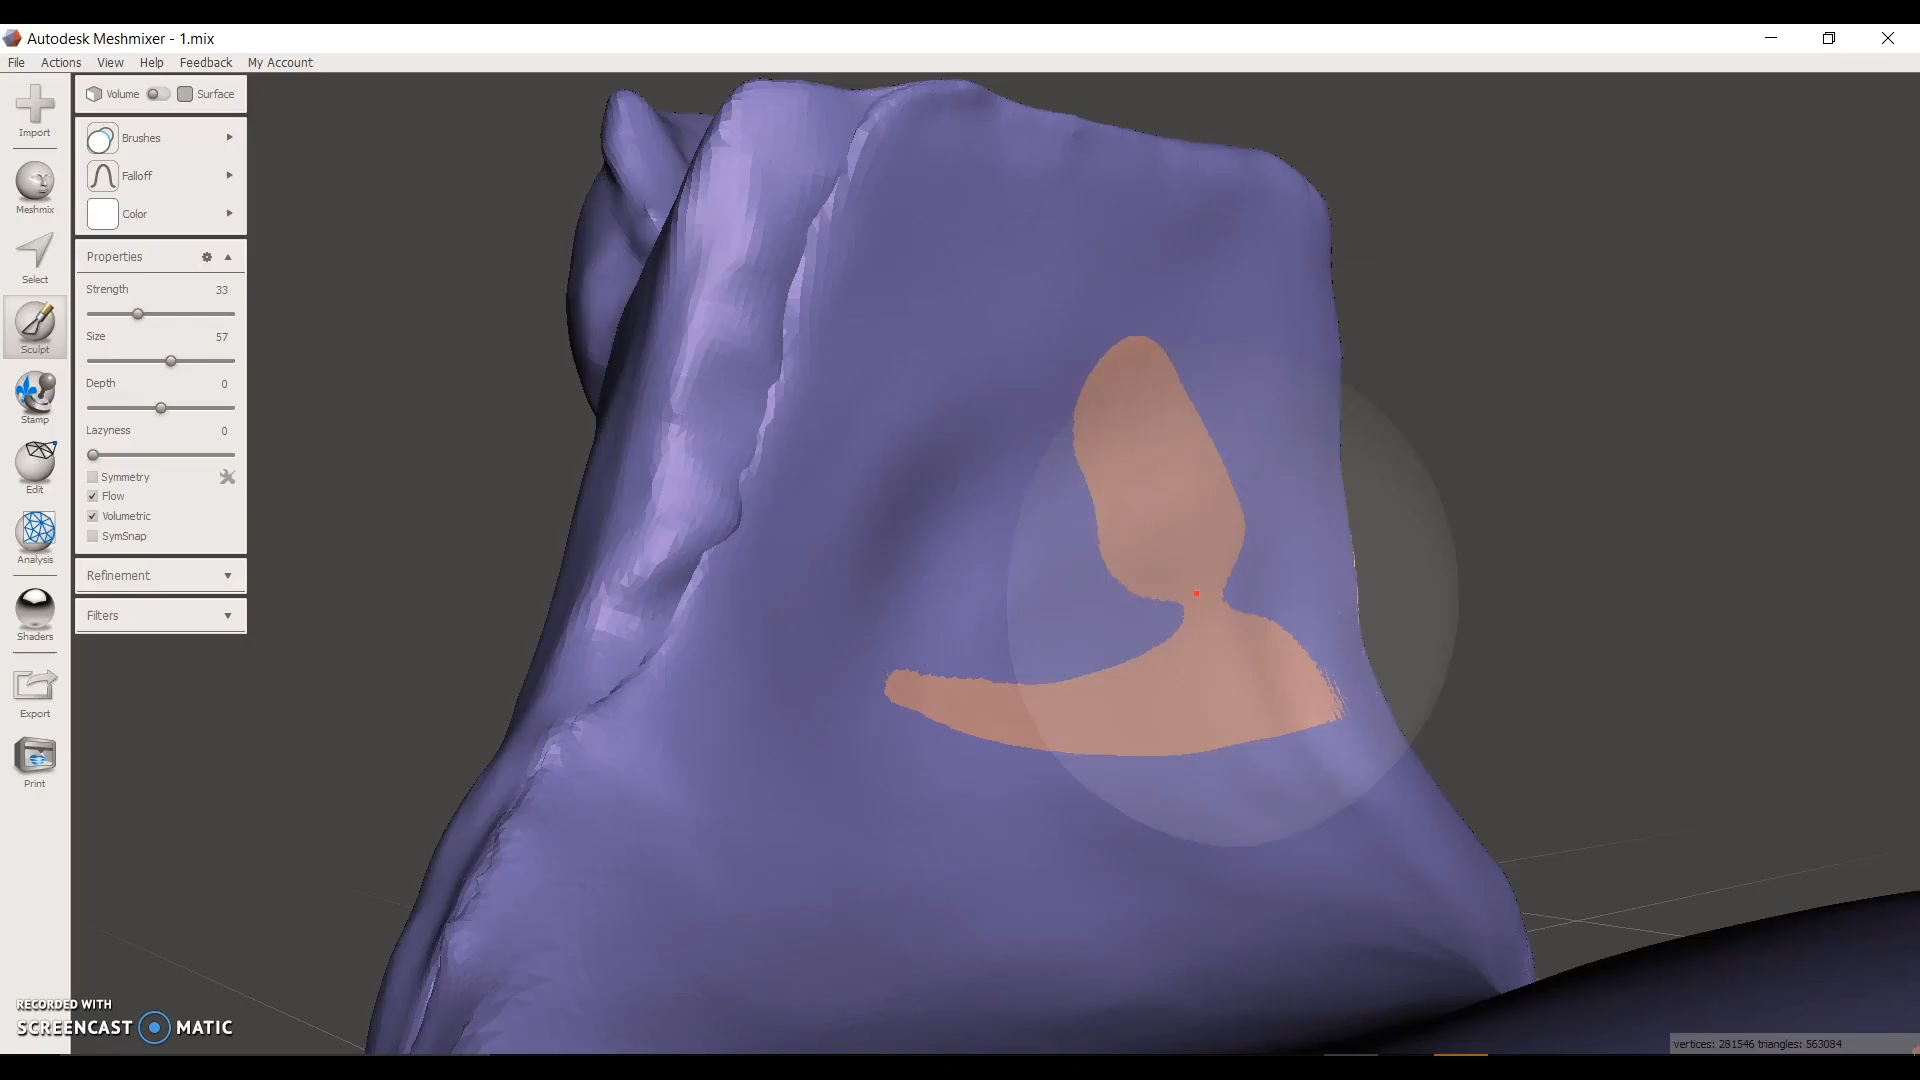 Autodesk Meshmixer - 1.mix
File Actions View Help Feedback My Account
Import
Meshmix
Select
Sculpt
Stamp
Edit
Analysis
Shaders
Export
Print
Volume Surface
Brushes
Falloff
Color
Properties
Strength 33
Size 57
Depth 0
Lazyness 0
Symmetry
Flow
Volumetric
SymSnap
Refinement
Filters
RECORDED WITH
SCREENCAST MATIC
vertices: 281546 triangles: 563084